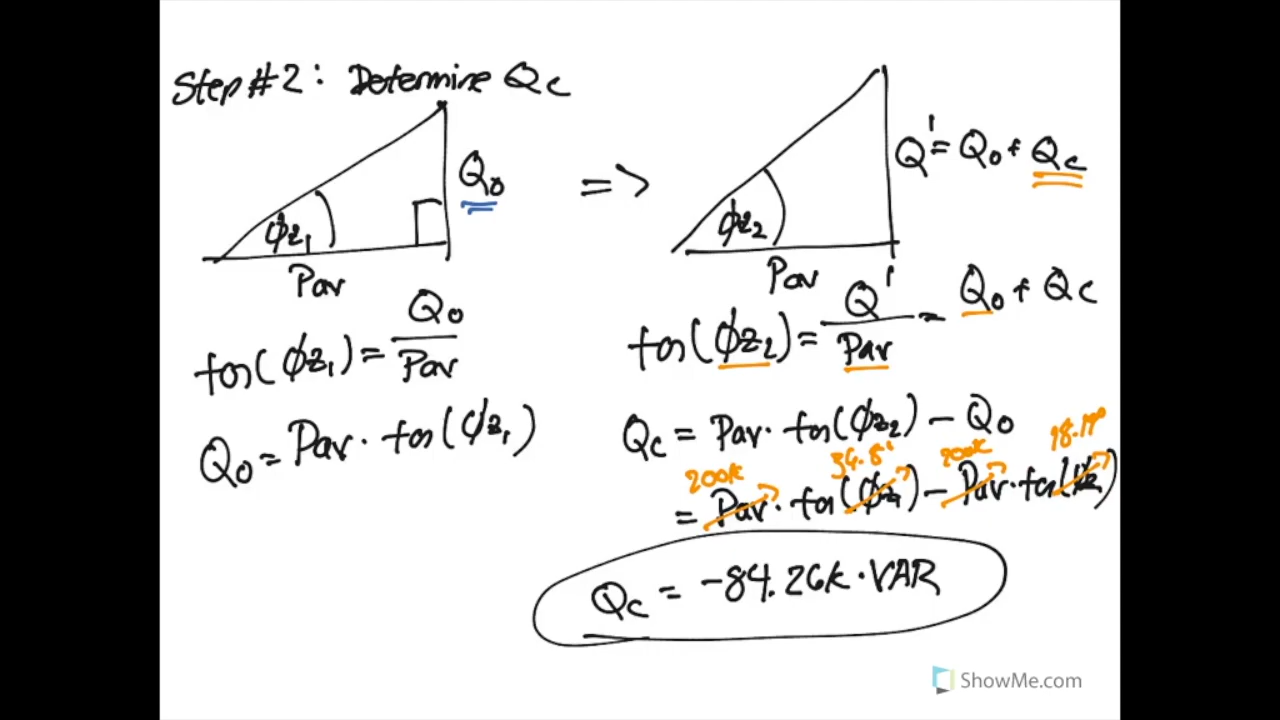 Step #2: Determine Qc
Q0
=>
Q' = Q0 + Qc
ϕz1
Pav
ϕz2
Pav
tan(ϕz1) = Q0 / Pav
tan(ϕz2) = Q' / Pav = Q0 + Qc
Q0 = Pav · tan(ϕz1)
Qc = Pav · tan(ϕz2) − Q0
200k 200k
= Pav · tan(ϕz) − Pav · tan(
Qc = −84.26k · VAR
ShowMe.com